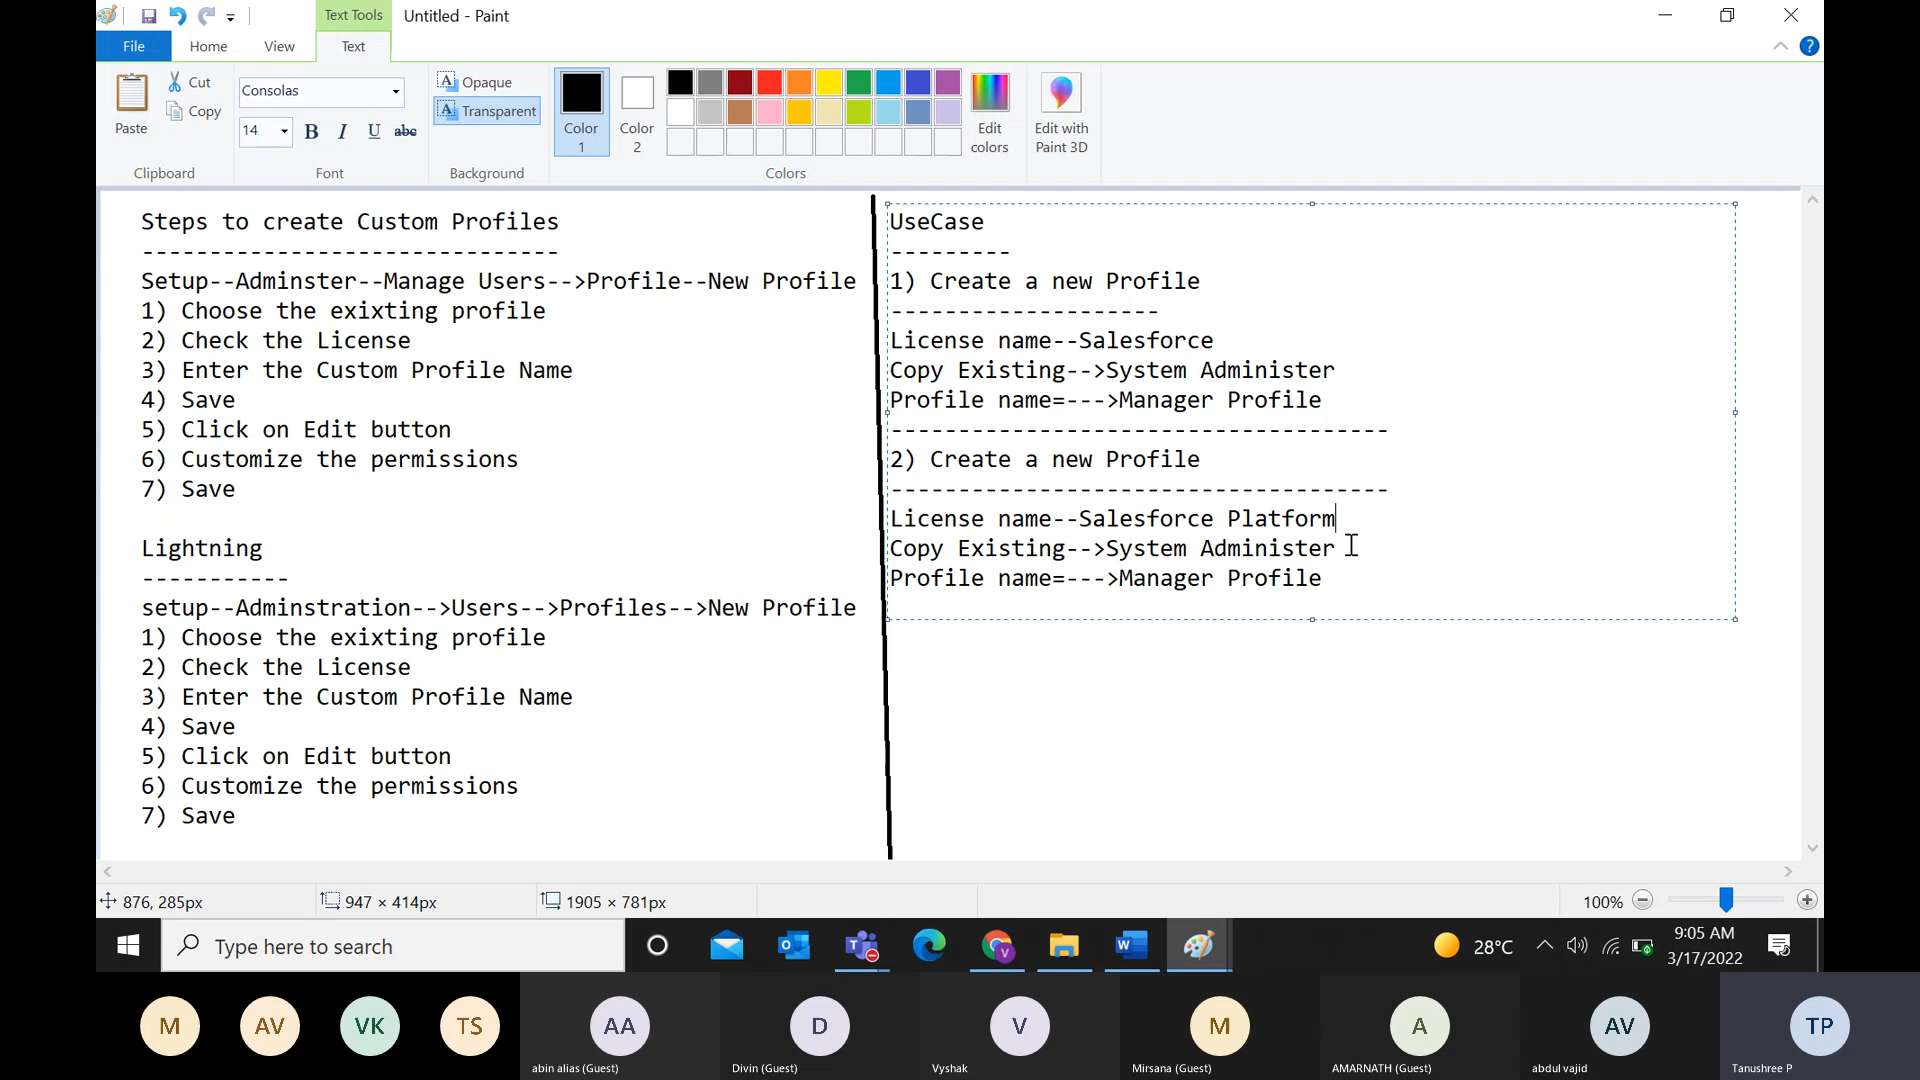 Text Tools
Untitled - Paint
File
Home
View
Text
Paste
Cut
Copy
Clipboard
Consolas
14
B I U abc
Font
Opaque
Transparent
Background
Color 1
Color 2
Edit colors
Colors
Edit with Paint 3D
Steps to create Custom Profiles
-------------------------------
Setup--Adminster--Manage Users-->Profile--New Profile
1) Choose the exixting profile
2) Check the License
3) Enter the Custom Profile Name
4) Save
5) Click on Edit button
6) Customize the permissions
7) Save
Lightning
-----------
setup--Adminstration-->Users-->Profiles-->New Profile
1) Choose the exixting profile
2) Check the License
3) Enter the Custom Profile Name
4) Save
5) Click on Edit button
6) Customize the permissions
7) Save
UseCase
---------
1) Create a new Profile
--------------------
License name--Salesforce
Copy Existing-->System Administer
Profile name=--->Manager Profile
-------------------------------------
2) Create a new Profile
-------------------------------------
License name--Salesforce Platform
Copy Existing-->System Administer
Profile name=--->Manager Profile
876, 285px
947 × 414px
1905 × 781px
100%
Type here to search
28°C
9:05 AM
3/17/2022
M
AV
VK
TS
AA
abin alias (Guest)
D
Divin (Guest)
V
Vyshak
M
Mirsana (Guest)
A
AMARNATH (Guest)
AV
abdul vajid
TP
Tanushree P